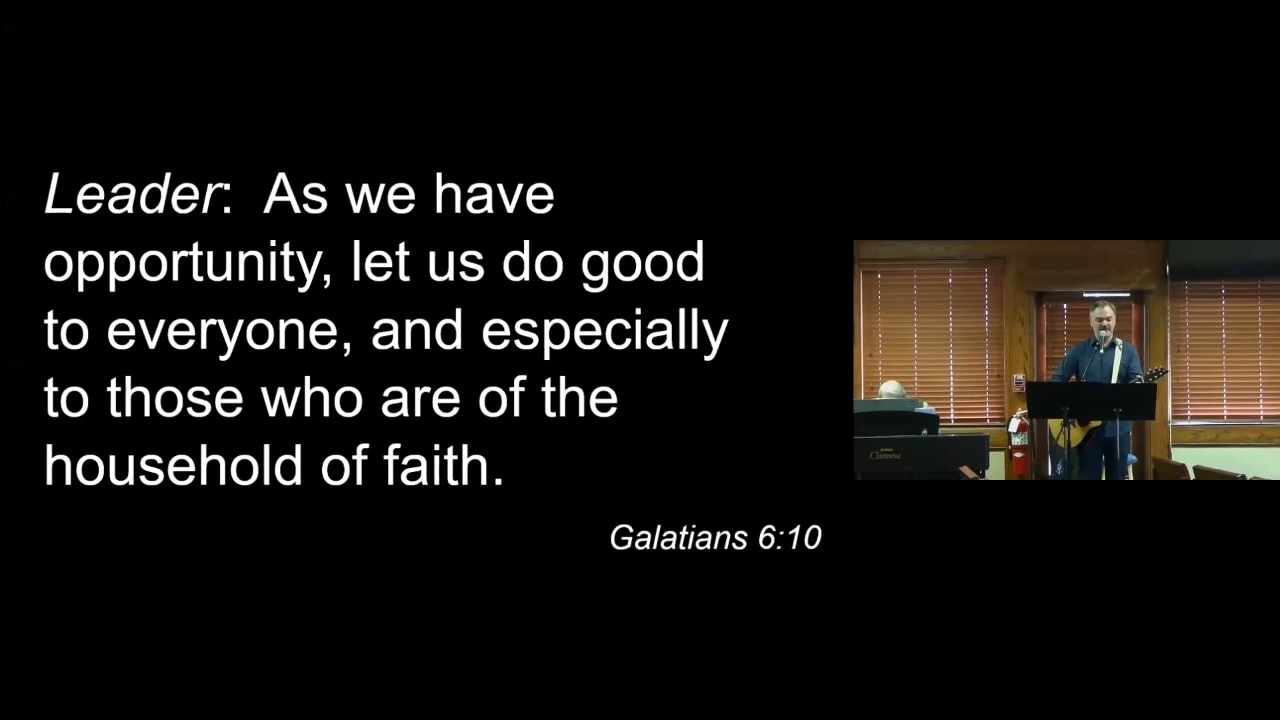 Leader: As we have
opportunity, let us do good
to everyone, and especially
to those who are of the
household of faith.
Galatians 6:10
Clavinova